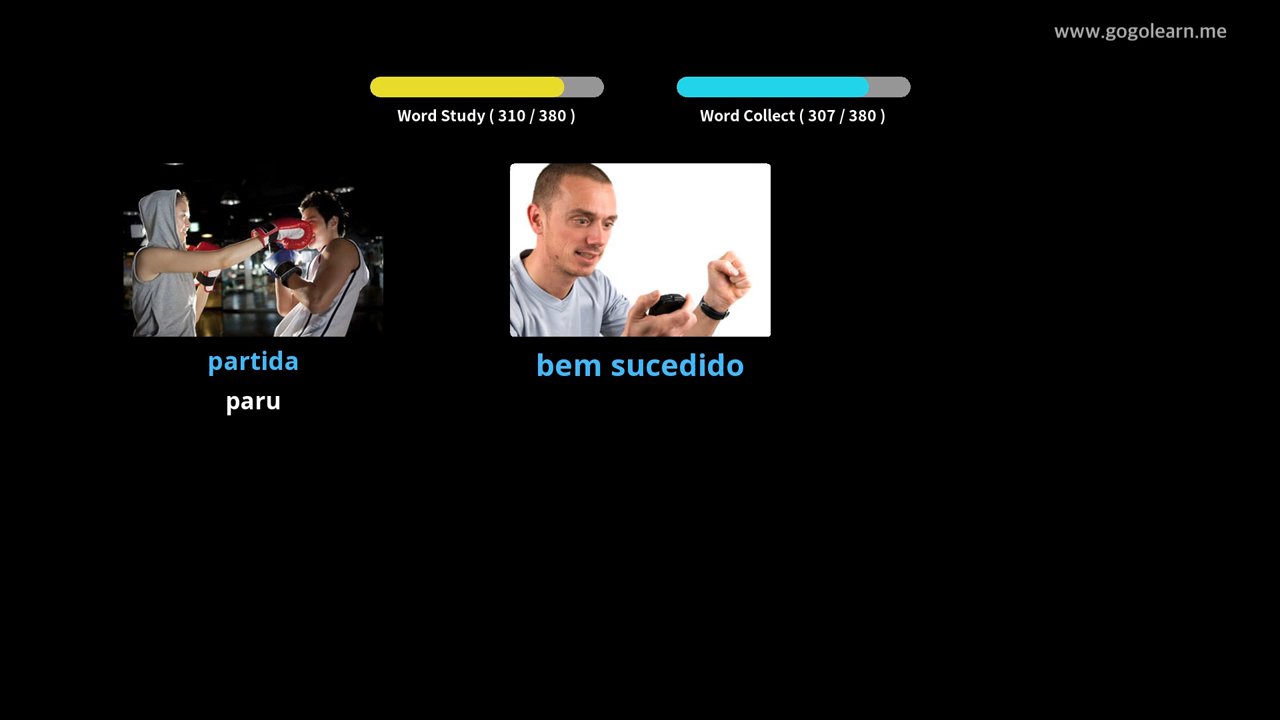 www.gogolearn.me
Word Study ( 310 / 380 )
Word Collect ( 307 / 380 )
partida
paru
bem sucedido